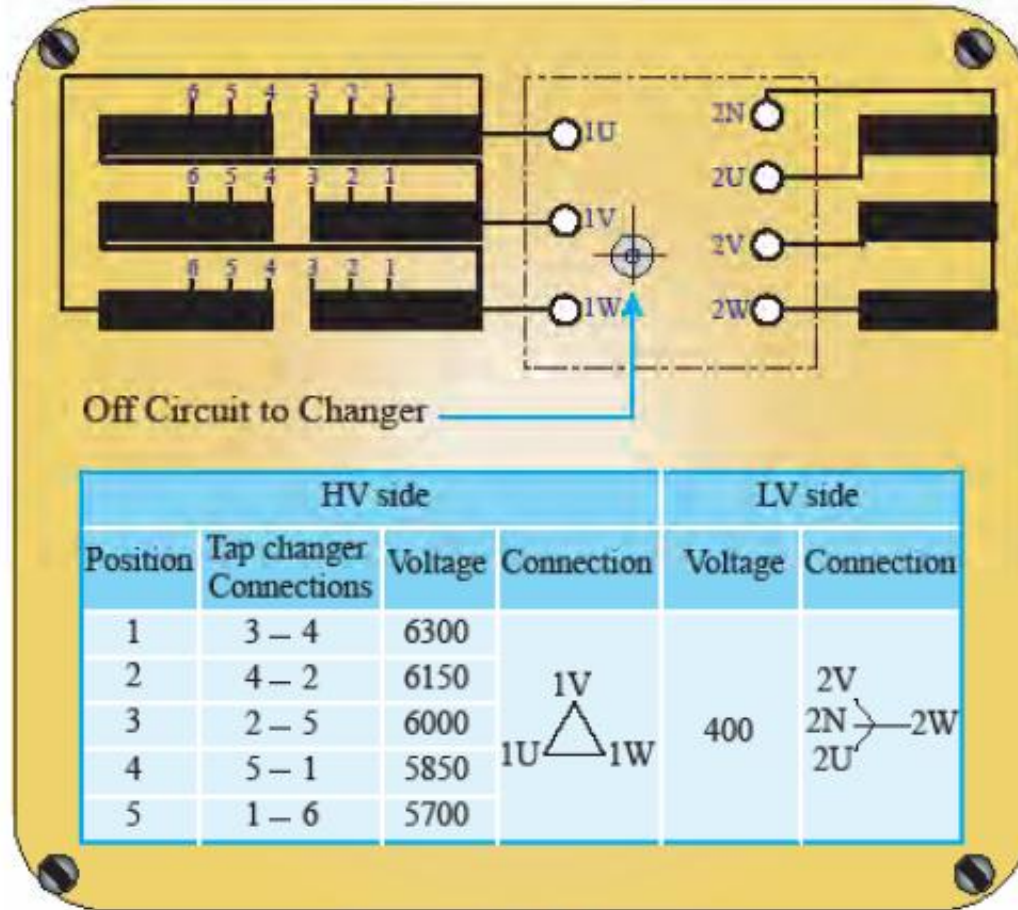 6 5 4 3 2 1
1U
2N
6 5 4 3 2 1
2U
1V
2V
6 5 4 3 2 1
1W
2W
Off Circuit to Changer
HV side LV side
Position Tap changer Connections Voltage Connection Voltage Connection
1 3 – 4 6300
2 4 – 2 6150
3 2 – 5 6000
4 5 – 1 5850
5 1 – 6 5700
1V
1U 1W
400
2V
2N 2W
2U